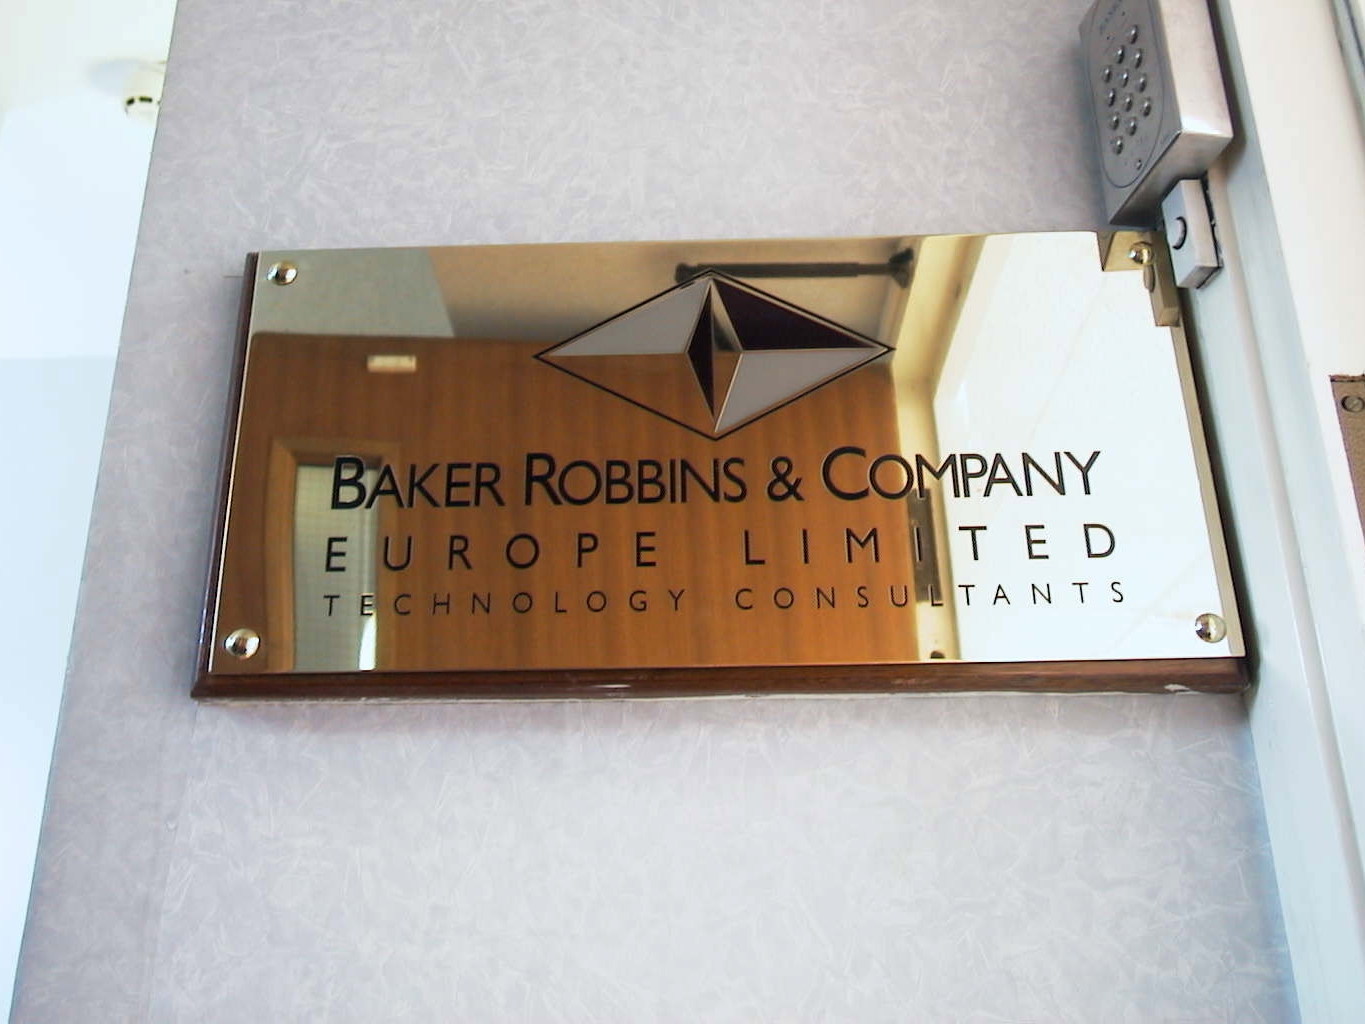 BAKER ROBBINS & COMPANY
EUROPE LIMITED
TECHNOLOGY CONSULTANTS